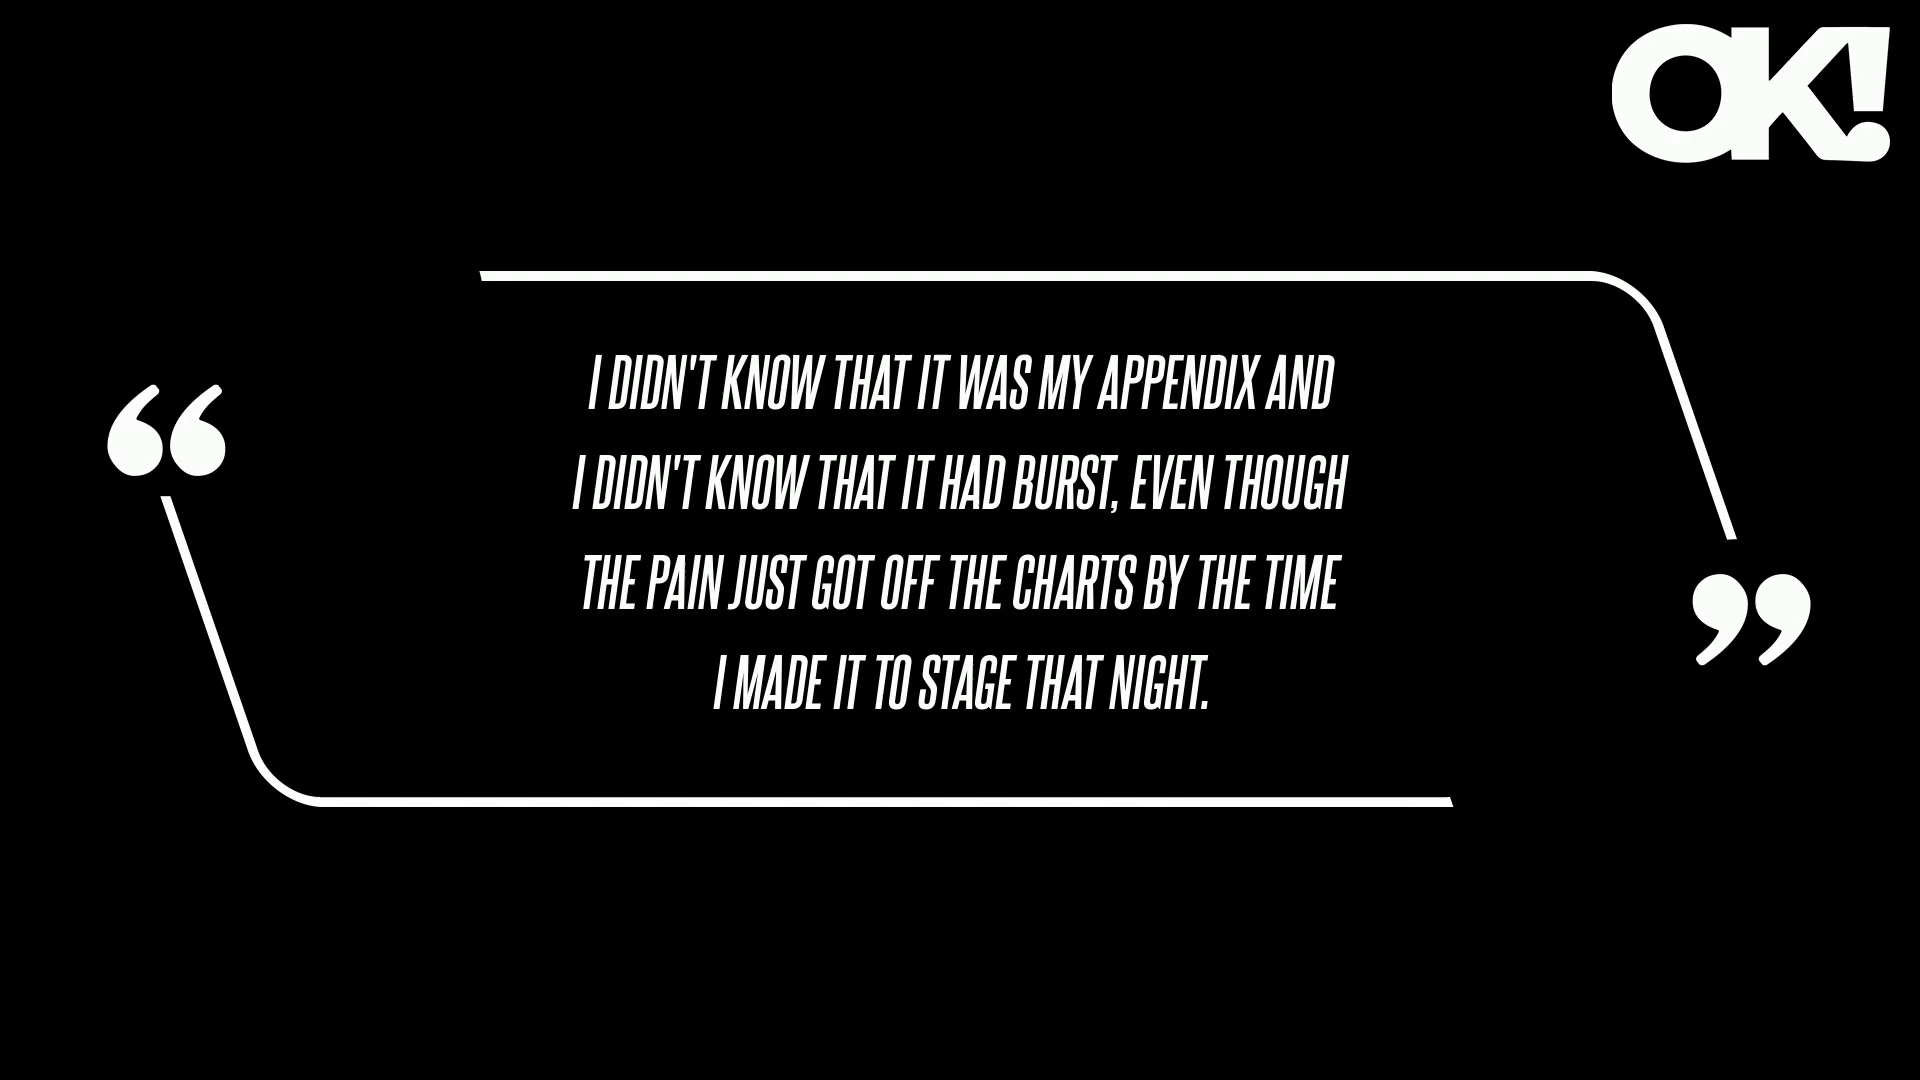 OK!
“
I DIDN'T KNOW THAT IT WAS MY APPENDIX AND
I DIDN'T KNOW THAT IT HAD BURST, EVEN THOUGH
THE PAIN JUST GOT OFF THE CHARTS BY THE TIME
I MADE IT TO STAGE THAT NIGHT.
”